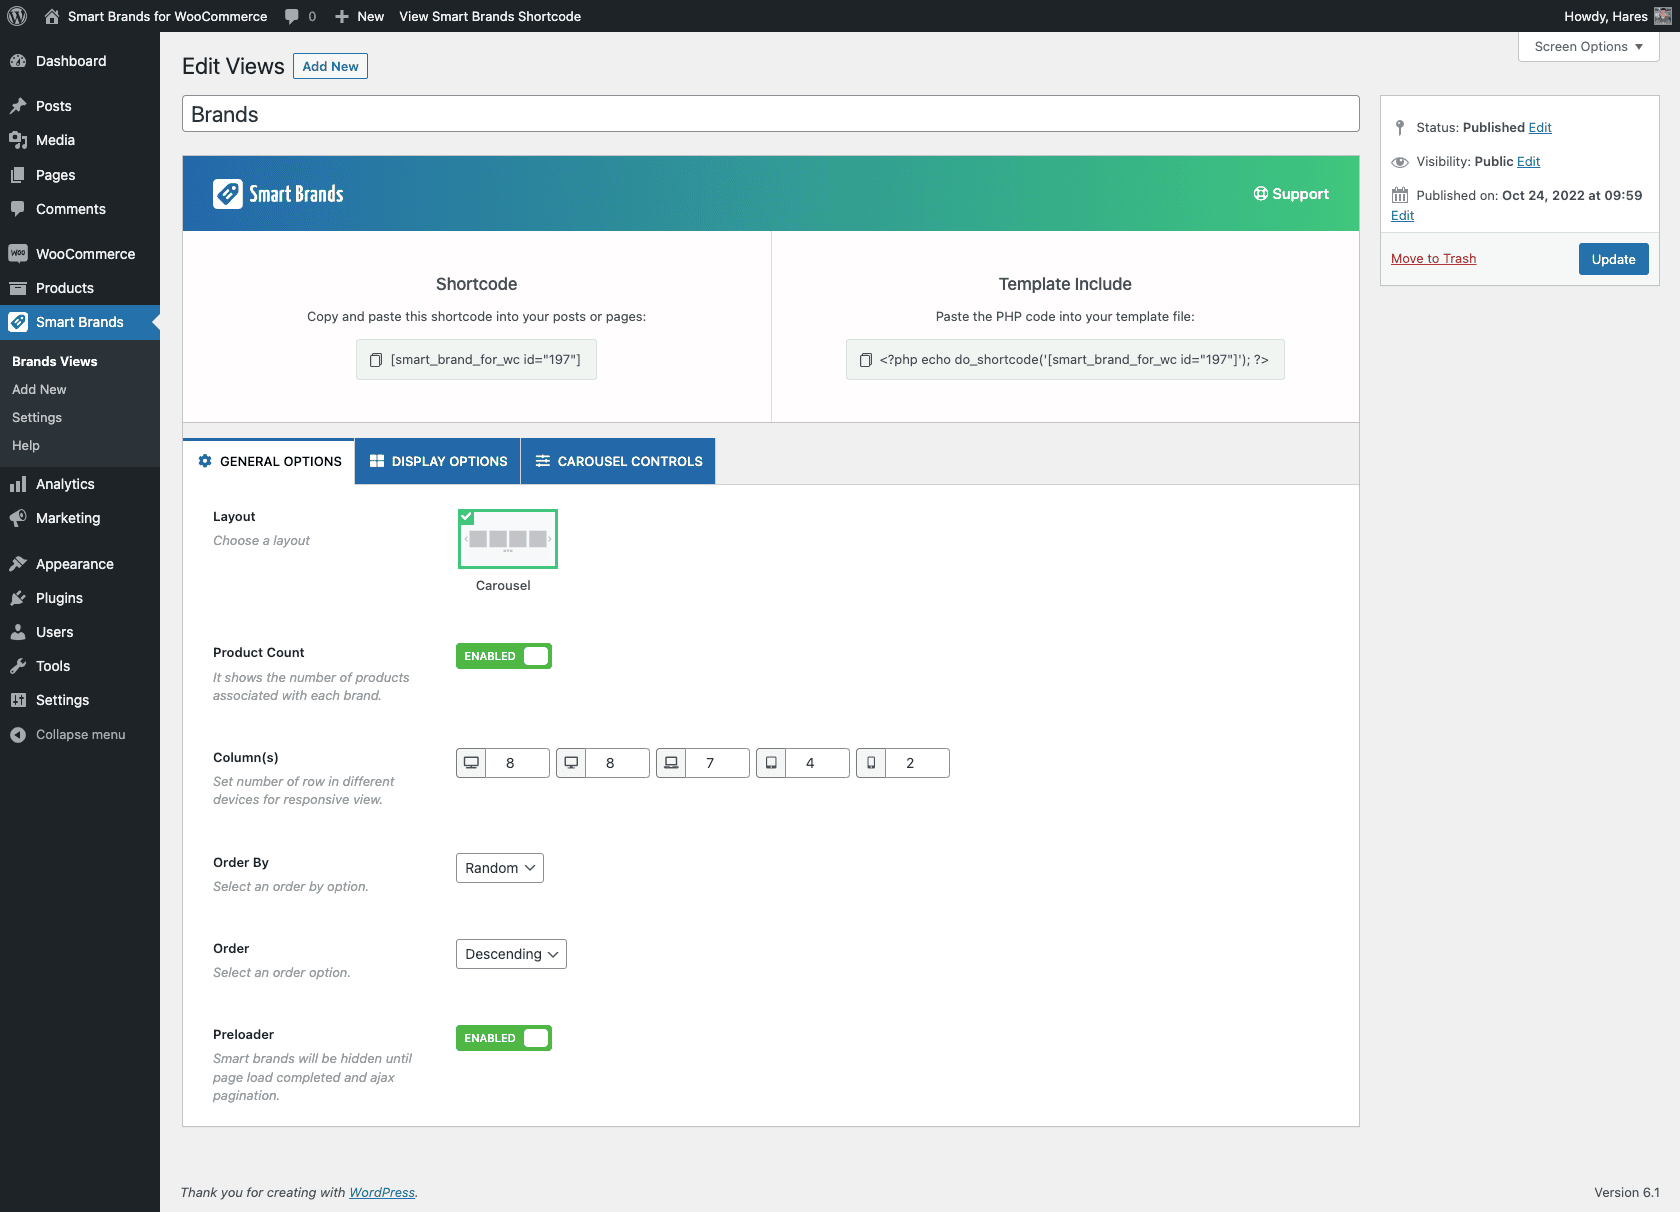 Smart Brands for WooCommerce
0
New
View Smart Brands Shortcode
Howdy, Hares
Dashboard
Posts
Media
Pages
Comments
WOO WooCommerce
Products
Smart Brands
Brands Views
Add New
Settings
Help
Analytics
Marketing
Appearance
Plugins
Users
Tools
Settings
Collapse menu
Screen Options
Edit Views
Add New
Brands
Smart Brands
Support
Shortcode
Copy and paste this shortcode into your posts or pages:
[smart_brand_for_wc id="197"]
Template Include
Paste the PHP code into your template file:
<?php echo do_shortcode('[smart_brand_for_wc id="197"]'); ?>
GENERAL OPTIONS
DISPLAY OPTIONS
CAROUSEL CONTROLS
Layout
Choose a layout
Carousel
Product Count
It shows the number of products
associated with each brand.
ENABLED
Column(s)
Set number of row in different
devices for responsive view.
8
8
7
4
2
Order By
Select an order by option.
Random
Order
Select an order option.
Descending
Preloader
Smart brands will be hidden until
page load completed and ajax
pagination.
ENABLED
Status: Published Edit
Visibility: Public Edit
Published on: Oct 24, 2022 at 09:59
Edit
Move to Trash
Update
Thank you for creating with WordPress.
Version 6.1